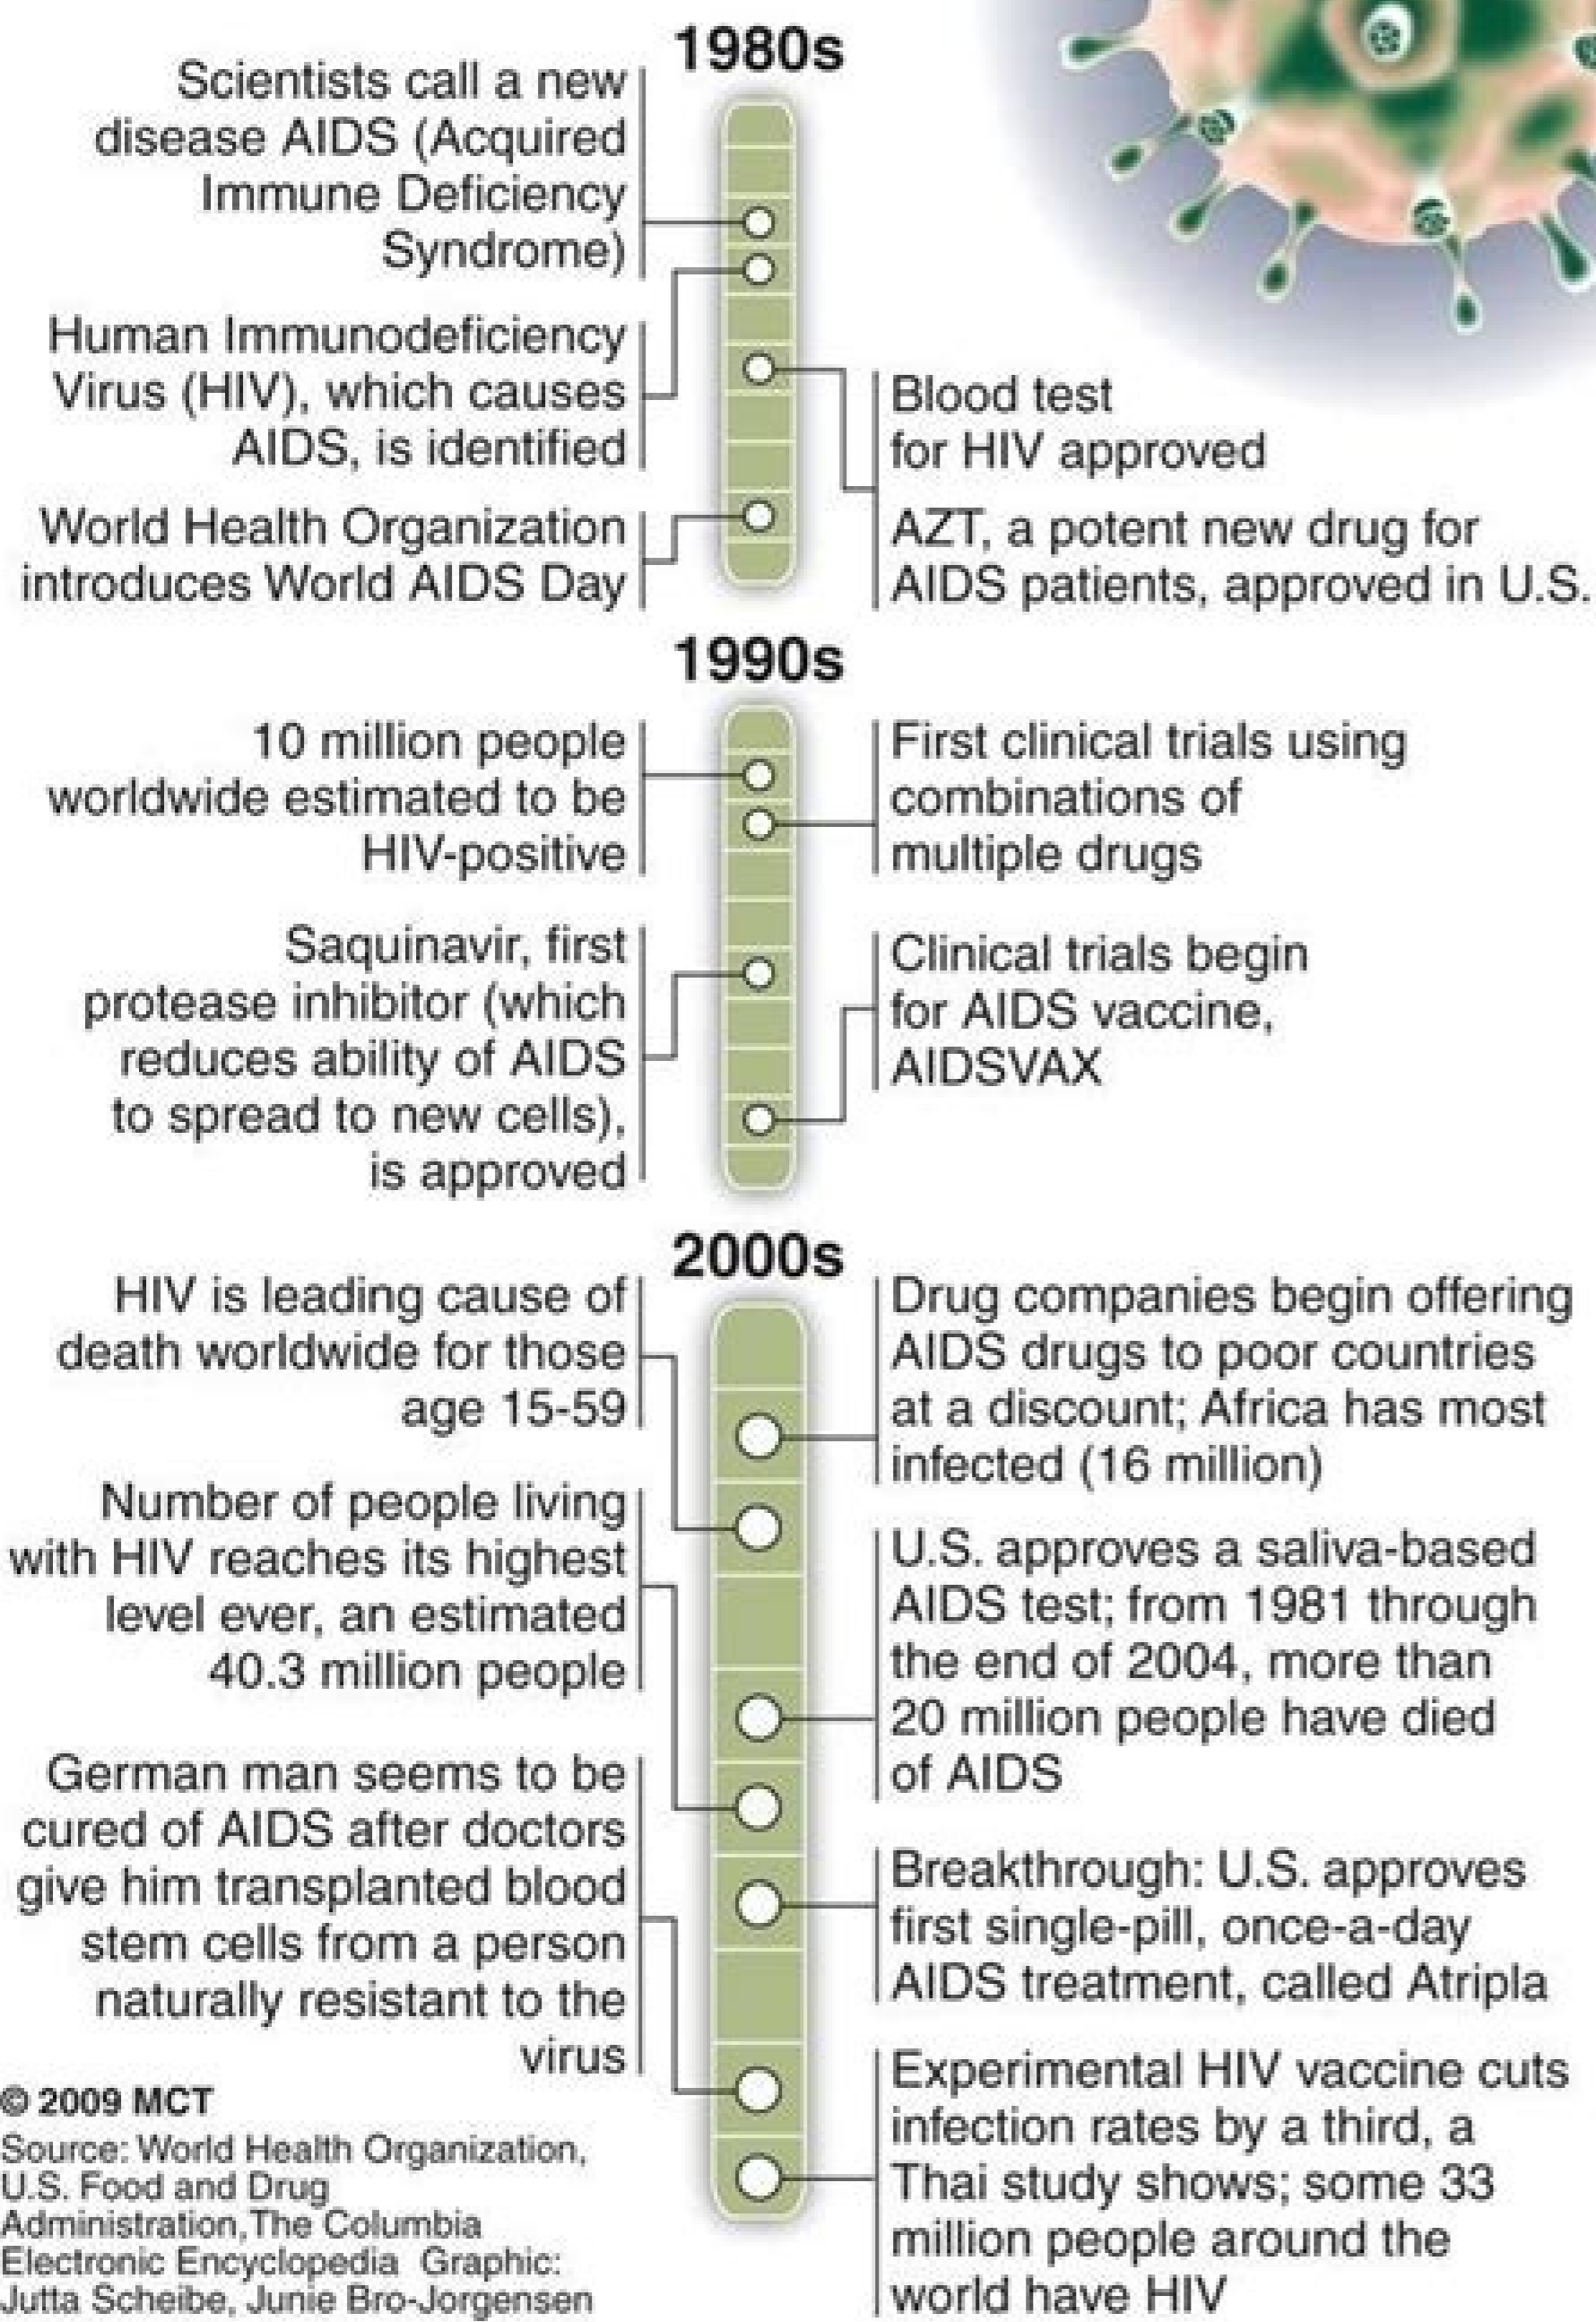 1980s
Scientists call a new
disease AIDS (Acquired
Immune Deficiency
Syndrome)
Human Immunodeficiency
Virus (HIV), which causes
AIDS, is identified
World Health Organization
introduces World AIDS Day
Blood test
for HIV approved
AZT, a potent new drug for
AIDS patients, approved in U.S.
1990s
10 million people
worldwide estimated to be
HIV-positive
First clinical trials using
combinations of
multiple drugs
Saquinavir, first
protease inhibitor (which
reduces ability of AIDS
to spread to new cells),
is approved
Clinical trials begin
for AIDS vaccine,
AIDSVAX
2000s
HIV is leading cause of
death worldwide for those
age 15-59
Drug companies begin offering
AIDS drugs to poor countries
at a discount; Africa has most
infected (16 million)
Number of people living
with HIV reaches its highest
level ever, an estimated
40.3 million people
U.S. approves a saliva-based
AIDS test; from 1981 through
the end of 2004, more than
20 million people have died
of AIDS
German man seems to be
cured of AIDS after doctors
give him transplanted blood
stem cells from a person
naturally resistant to the
virus
Breakthrough: U.S. approves
first single-pill, once-a-day
AIDS treatment, called Atripla
Experimental HIV vaccine cuts
infection rates by a third, a
Thai study shows; some 33
million people around the
world have HIV
© 2009 MCT
Source: World Health Organization,
U.S. Food and Drug
Administration, The Columbia
Electronic Encyclopedia Graphic:
Jutta Scheibe, Junie Bro-Jorgensen